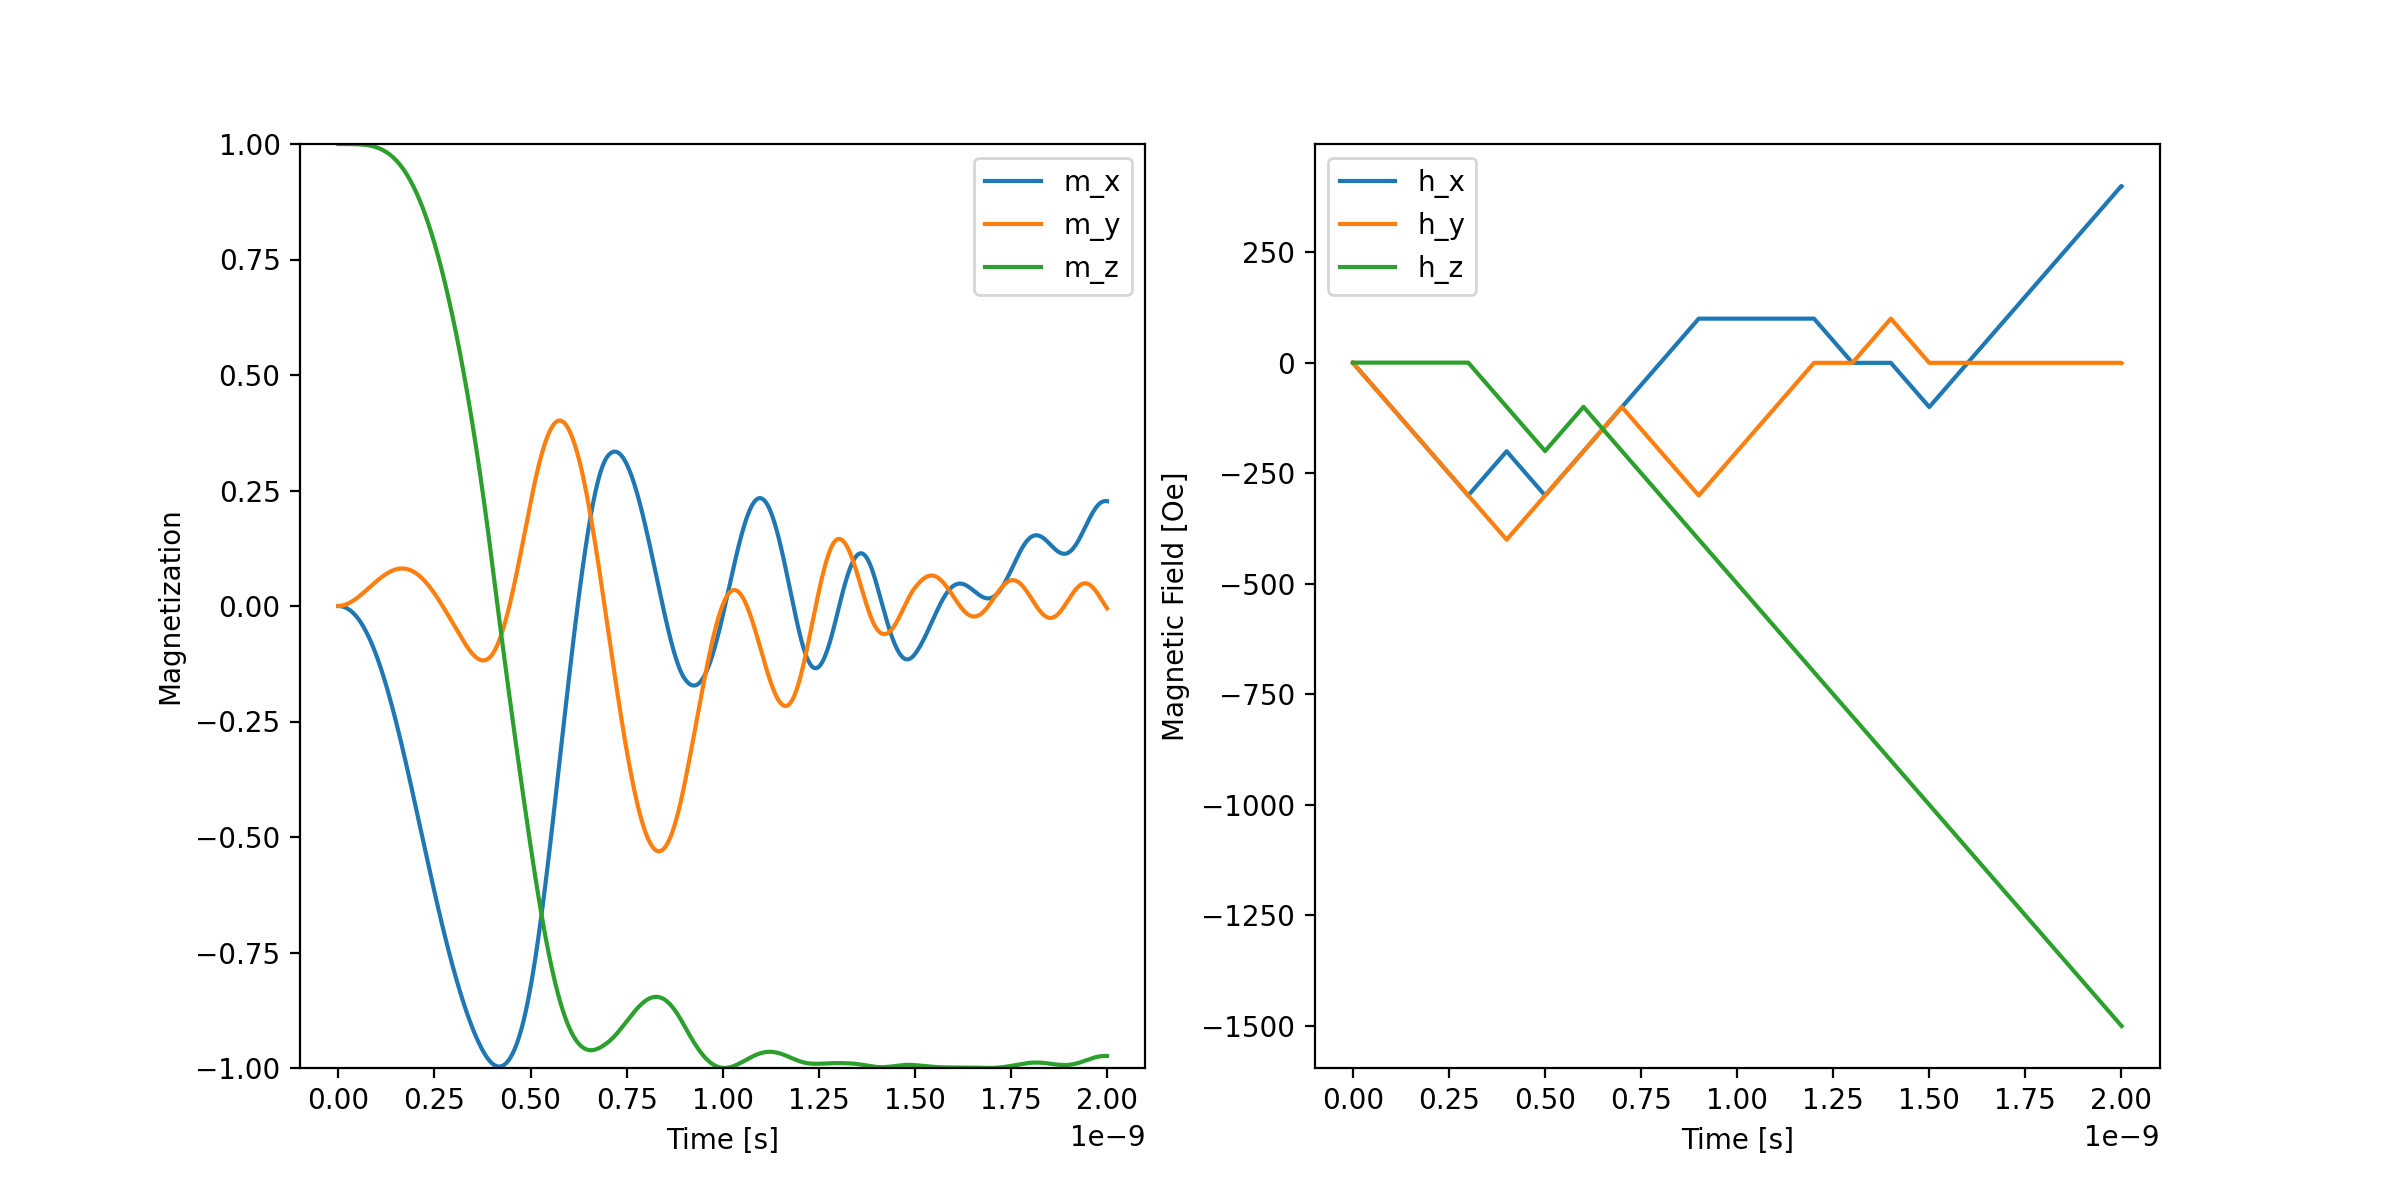 1.00
0.75
0.50
0.25
0.00
−0.25
−0.50
−0.75
−1.00
Magnetization
m_x
m_y
m_z
0.00 0.25 0.50 0.75 1.00 1.25 1.50 1.75 2.00
Time [s]
1e−9
250
0
−250
−500
−750
−1000
−1250
−1500
Magnetic Field [Oe]
h_x
h_y
h_z
0.00 0.25 0.50 0.75 1.00 1.25 1.50 1.75 2.00
Time [s]
1e−9